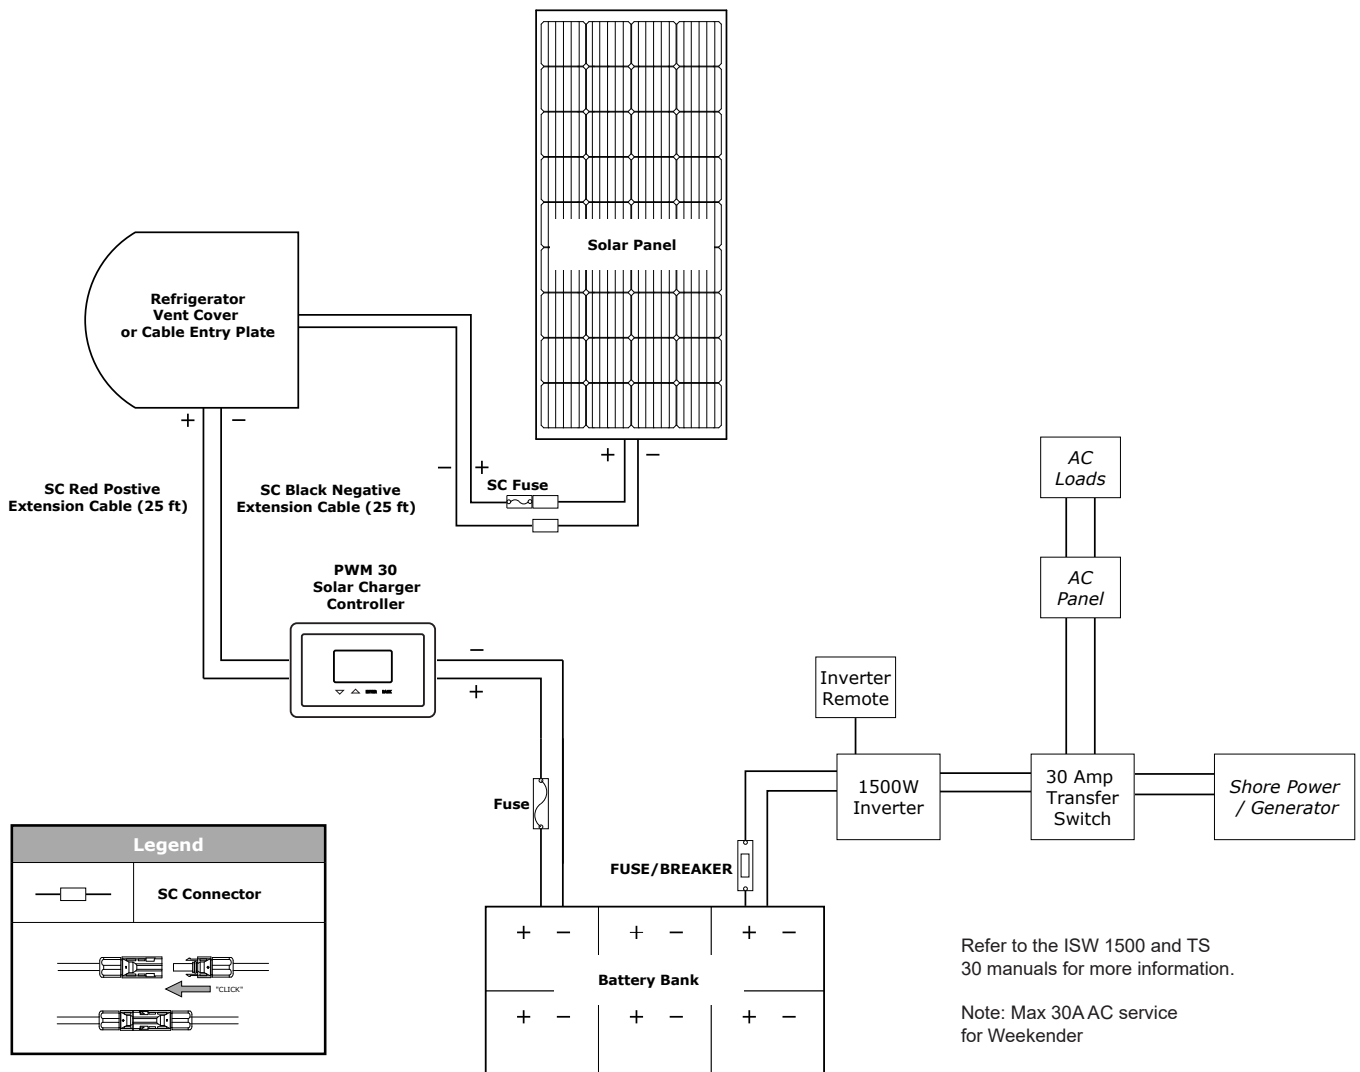 Solar Panel
Refrigerator
Vent Cover
or Cable Entry Plate
+ −
+ −
− +
SC Fuse
SC Red Postive
Extension Cable (25 ft)
SC Black Negative
Extension Cable (25 ft)
AC
Loads
PWM 30
Solar Charger
Controller
AC
Panel
ENTER BACK
−
+
Inverter
Remote
Fuse
1500W
Inverter
30 Amp
Transfer
Switch
Shore Power
/ Generator
FUSE/BREAKER
Legend
SC Connector
"CLICK"
+ − + − + −
Battery Bank
+ − + − + −
Refer to the ISW 1500 and TS
30 manuals for more information.
Note: Max 30A AC service
for Weekender